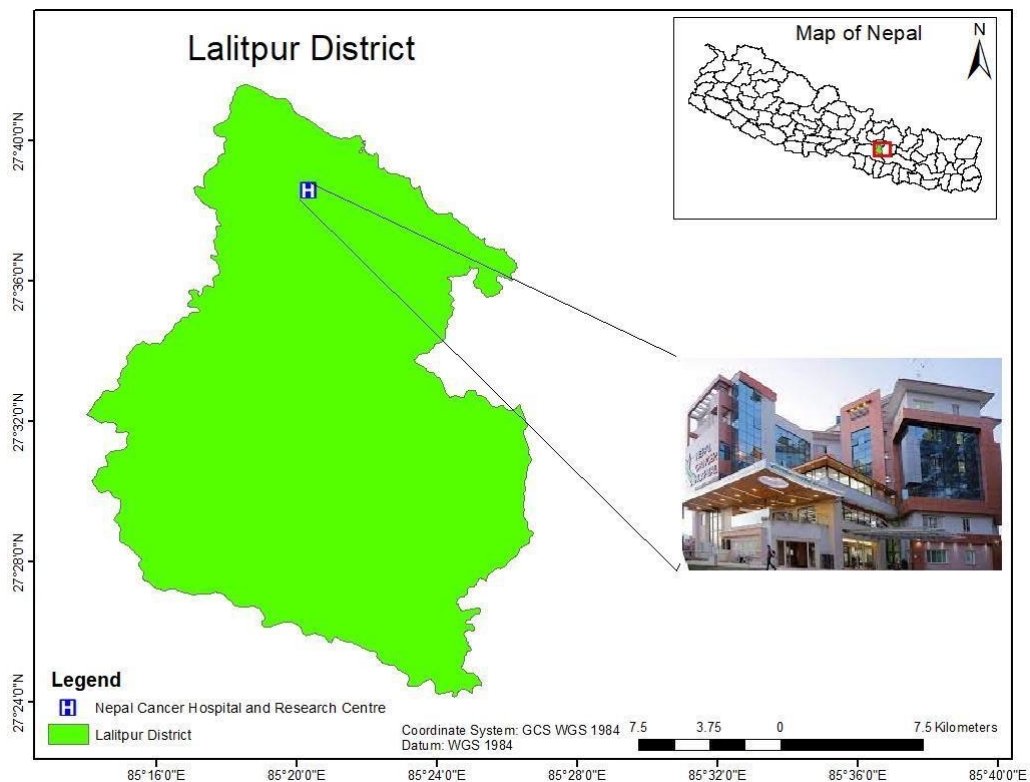 Lalitpur District
Map of Nepal
N
27°40'0"N
27°36'0"N
27°32'0"N
27°28'0"N
27°24'0"N
H
NEPAL
CANCER
HOSPITAL
Legend
H Nepal Cancer Hospital and Research Centre
Lalitpur District
Coordinate System: GCS WGS 1984
Datum: WGS 1984
7.5 3.75 0 7.5 Kilometers
85°16'0"E 85°20'0"E 85°24'0"E 85°28'0"E 85°32'0"E 85°36'0"E 85°40'0"E